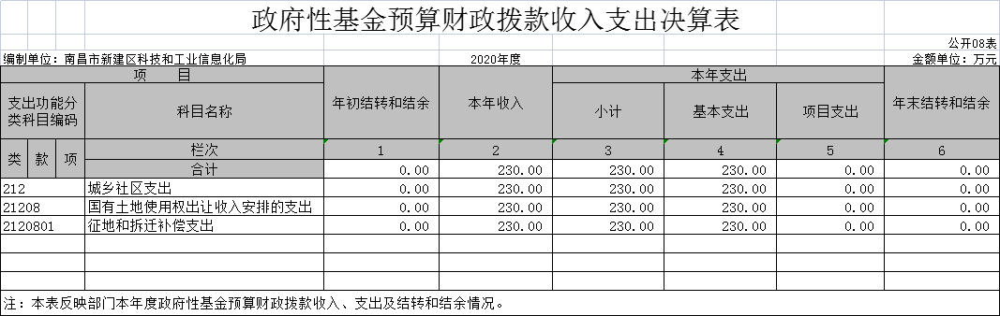 政府性基金预算财政拨款收入支出决算表
公开08表
编制单位：南昌市新建区科技和工业信息化局 2020年度 金额单位：万元
项 目 年初结转和结余 本年收入 本年支出 年末结转和结余
支出功能分类科目编码 科目名称 小计 基本支出 项目支出
类 款 项 栏次 1 2 3 4 5 6
合计 0.00 230.00 230.00 230.00 0.00 0.00
212 城乡社区支出 0.00 230.00 230.00 230.00 0.00 0.00
21208 国有土地使用权出让收入安排的支出 0.00 230.00 230.00 230.00 0.00 0.00
2120801 征地和拆迁补偿支出 0.00 230.00 230.00 230.00 0.00 0.00
注：本表反映部门本年度政府性基金预算财政拨款收入、支出及结转和结余情况。